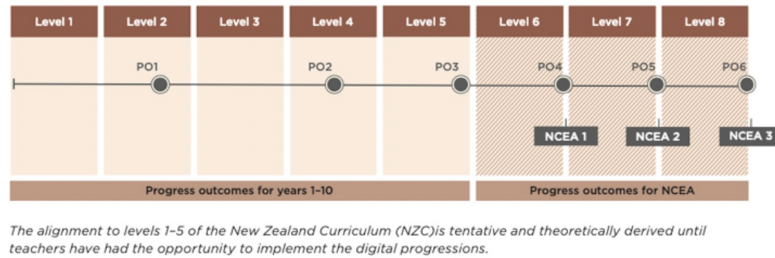 Level 1 Level 2 Level 3 Level 4 Level 5 Level 6 Level 7 Level 8
PO1 PO2 PO3 PO4 PO5 PO6
NCEA 1 NCEA 2 NCEA 3
Progress outcomes for years 1–10 Progress outcomes for NCEA
The alignment to levels 1–5 of the New Zealand Curriculum (NZC)is tentative and theoretically derived until
teachers have had the opportunity to implement the digital progressions.